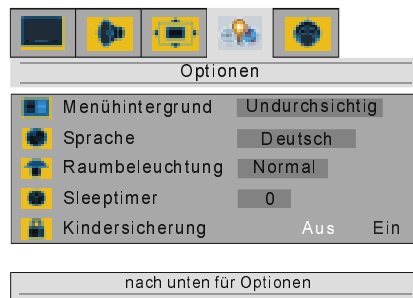 Optionen
Menühintergrund Undurchsichtig
Sprache Deutsch
Raumbeleuchtung Normal
Sleeptimer 0
Kindersicherung Aus Ein
nach unten für Optionen